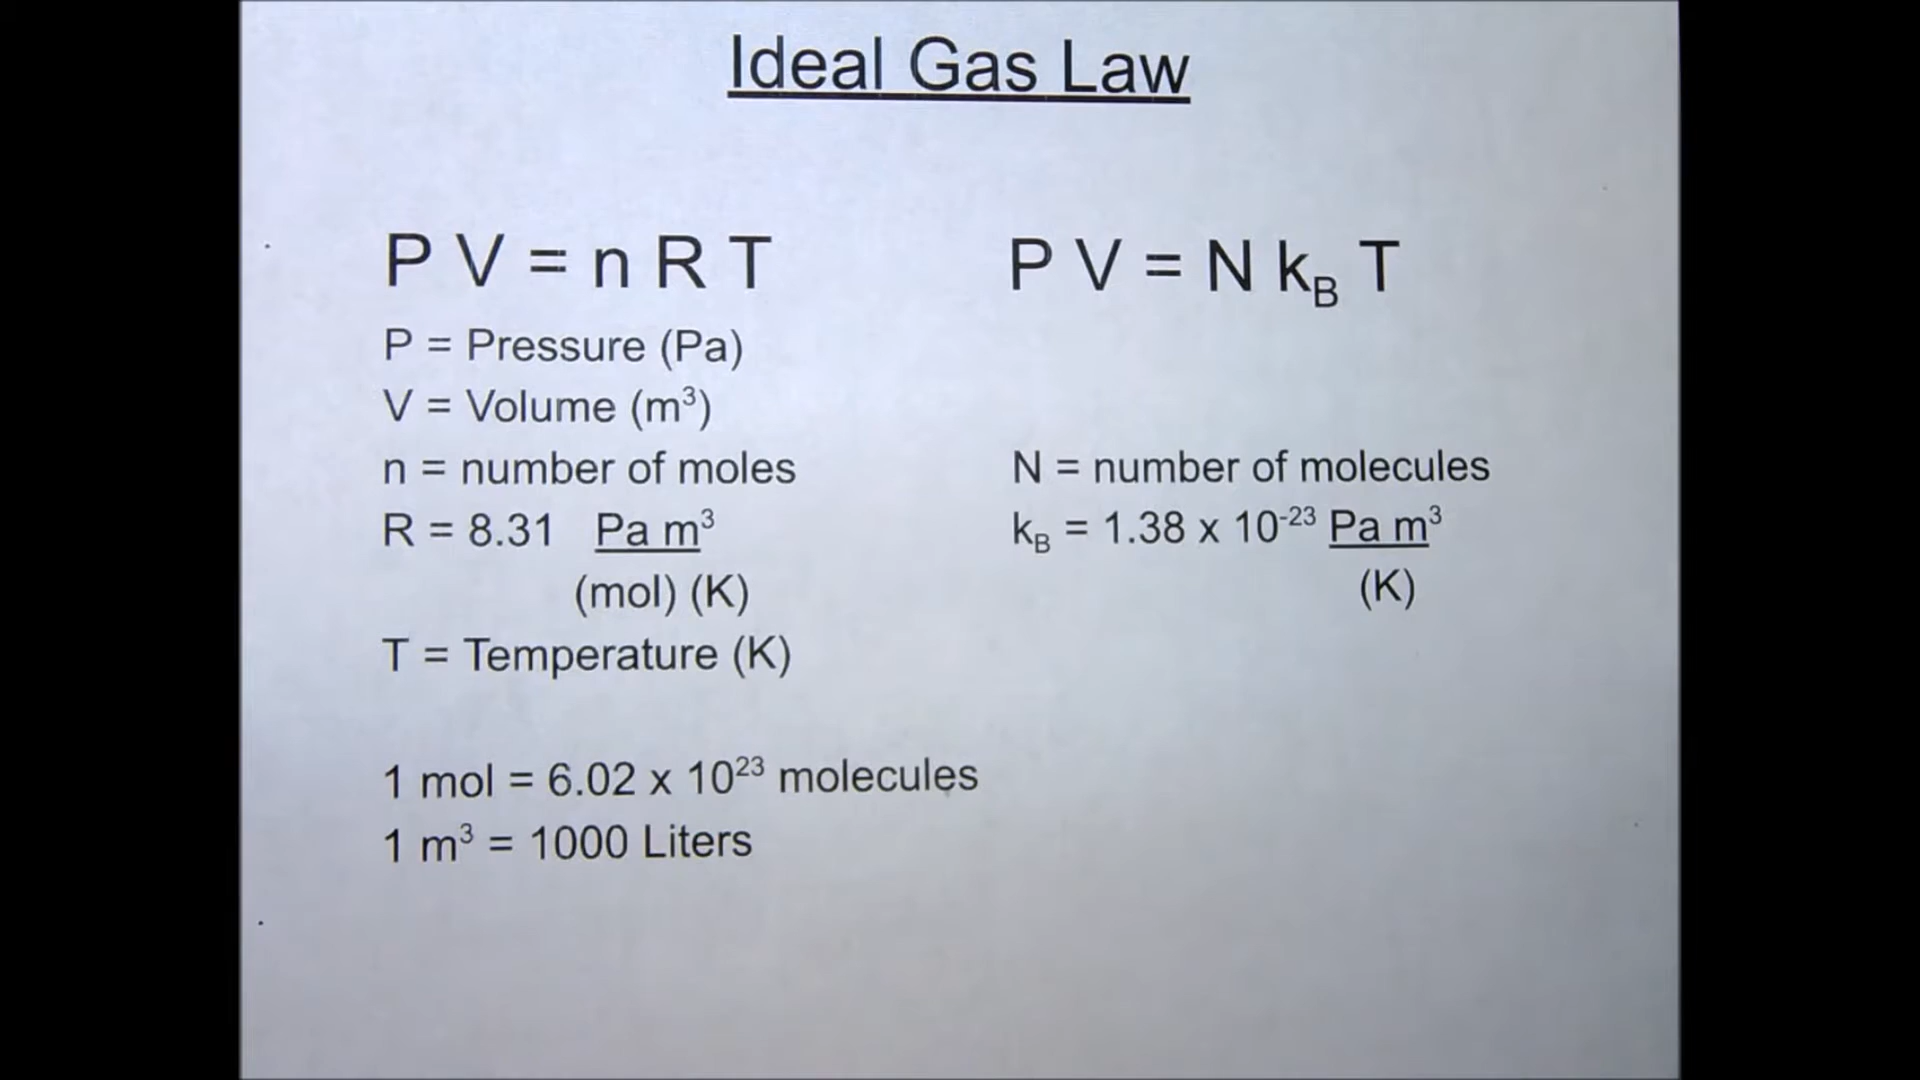 Ideal Gas Law
P V = n R T
P = Pressure (Pa)
V = Volume (m³)
n = number of moles
R = 8.31 Pa m³
(mol) (K)
T = Temperature (K)
P V = N k_B T
N = number of molecules
k_B = 1.38 x 10⁻²³ Pa m³
(K)
1 mol = 6.02 x 10²³ molecules
1 m³ = 1000 Liters